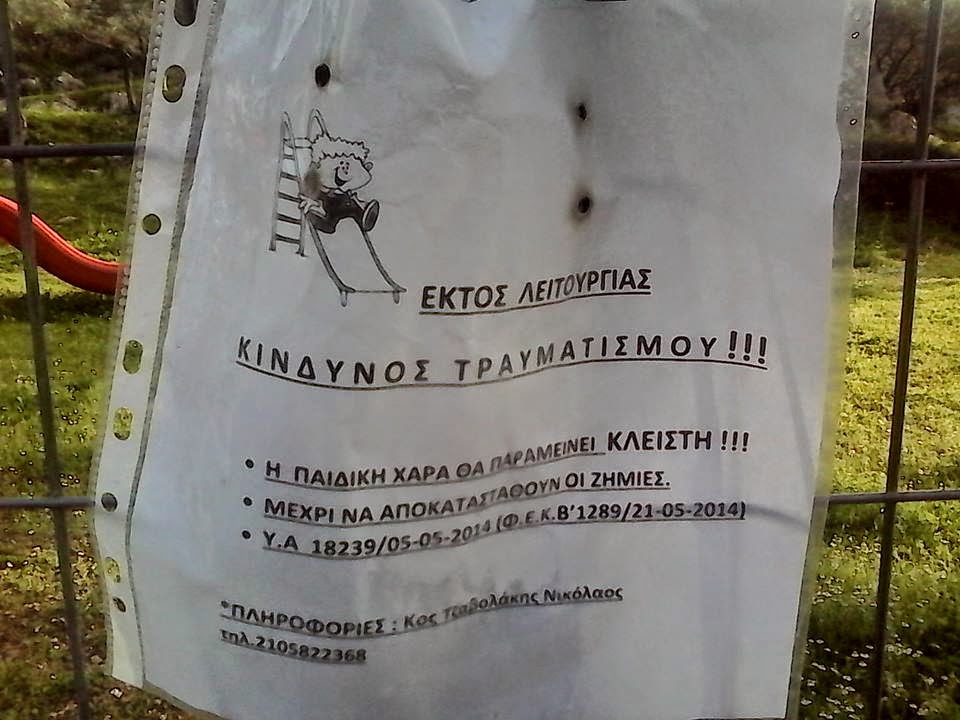 ΕΚΤΟΣ ΛΕΙΤΟΥΡΓΙΑΣ
ΚΙΝΔΥΝΟΣ ΤΡΑΥΜΑΤΙΣΜΟΥ!!!
• Η ΠΑΙΔΙΚΗ ΧΑΡΑ ΘΑ ΠΑΡΑΜΕΙΝΕΙ ΚΛΕΙΣΤΗ !!!
• ΜΕΧΡΙ ΝΑ ΑΠΟΚΑΤΑΣΤΑΘΟΥΝ ΟΙ ΖΗΜΙΕΣ.
• Υ.Α 18239/05-05-2014 (Φ.Ε.Κ.Β'1289/21-05-2014)
*ΠΛΗΡΟΦΟΡΙΕΣ : Κος Νικόλαος
τηλ.2105822368